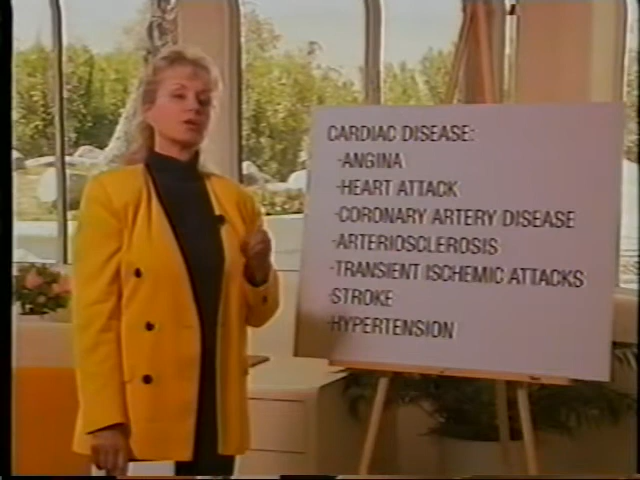 CARDIAC DISEASE:
-ANGINA
-HEART ATTACK
-CORONARY ARTERY DISEASE
-ARTERIOSCLEROSIS
-TRANSIENT ISCHEMIC ATTACKS
-STROKE
-HYPERTENSION